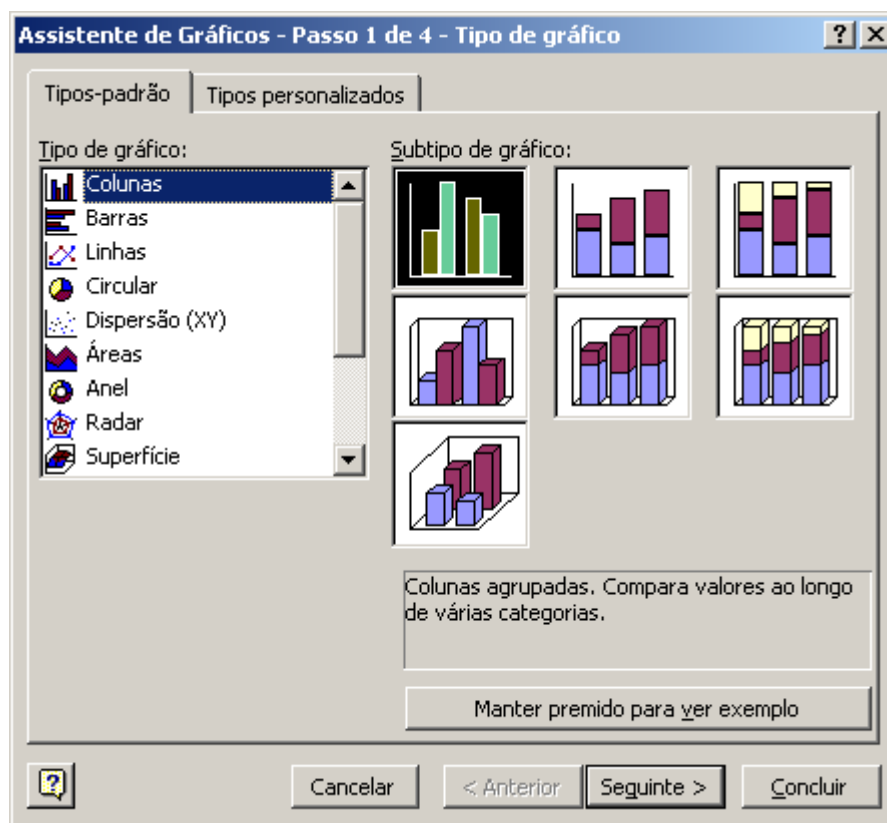 Assistente de Gráficos - Passo 1 de 4 - Tipo de gráfico
Tipos-padrão
Tipos personalizados
Tipo de gráfico:
Colunas
Barras
Linhas
Circular
Dispersão (XY)
Áreas
Anel
Radar
Superfície
Subtipo de gráfico:
Colunas agrupadas. Compara valores ao longo
de várias categorias.
Manter premido para ver exemplo
Cancelar
< Anterior
Seguinte >
Concluir